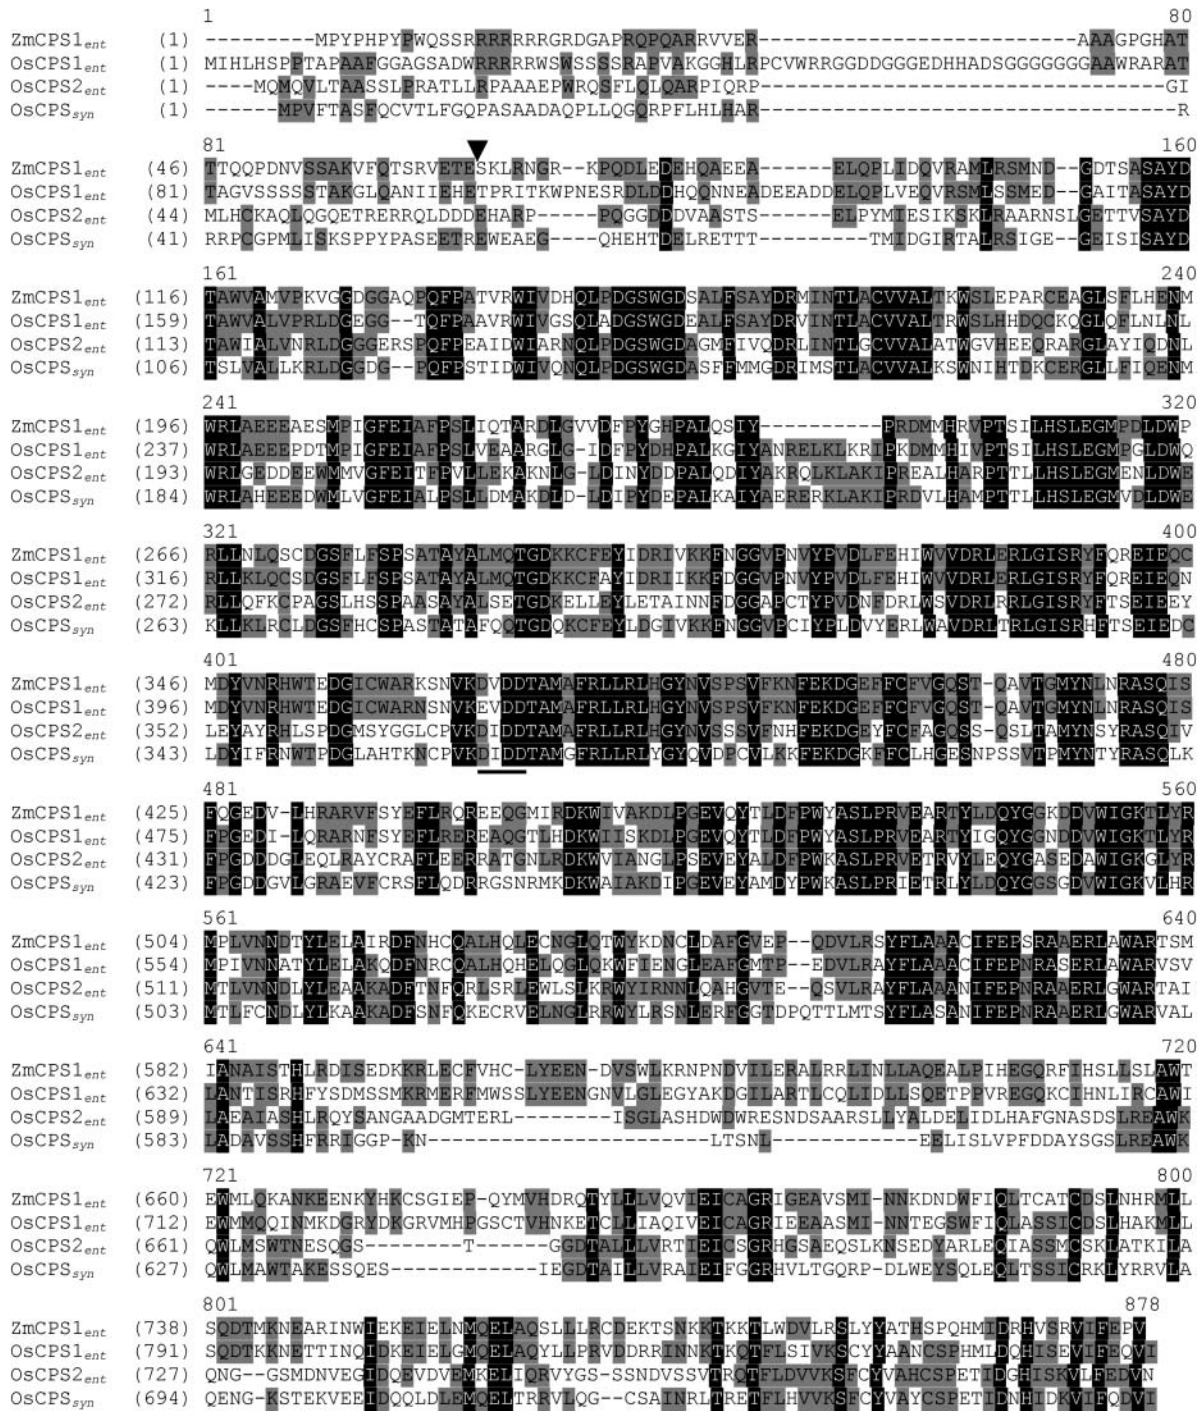 1 80
ZmCPS1ent (1) ---------MPYPHPYPWQSSRRRRRRRGRDGAPRQPQARRVVER--------------------------AAAGPGHAT
OsCPS1ent (1) MIHLHSPPTAPAAFGGAGSADWRRRRRWSWSSSSRAPVAKGGHLRPCVWRRGGDDGGGEDHHADSGGGGGGGAAWRARAT
OsCPS2ent (1) ----MQMQVLTAASSLPRATLLRPAAAEPWRQSFLQLQARPIQRP---------------------------------GI
OsCPSsyn (1) ------MPVFTASFQCVTLFGQPASAADAQPLLQGQRPFLHLHAR----------------------------------R
81 160
ZmCPS1ent (46) TTQQPDNVSSAKVFQTSRVETESKLRNGR--KPQDLEDEHQAEEA------ELQPLIDQVRAMLRSMND--GDTSASAYD
OsCPS1ent (81) TAGVSSSSSTAKGLQANIIEHETPRITKWPNESRDLDDHQQNNEADEEADDELQPLVEQVRSMLSSMED--GAITASAYD
OsCPS2ent (44) MLHCKAQLQGQETRERRQLDDDEHARP-----PQGGDDDVAASTS------ELPYMIESIKSKLRAARNSLGETTVSAYD
OsCPSsyn (41) RRPCGPMLISKSPPYPASEETREWEAEG----QHEHTDELRETTT---------TMIDGIRTALRSIGE--GEISISAYD
161 240
ZmCPS1ent (116) TAWVAMVPKVGGDGGAQPQFPATVRWIVDHQLPDGSWGDSALFSAYDRMINTLACVVALTKWSLEPARCEAGLSFLHENM
OsCPS1ent (159) TAWVALVPRLDGEGG--TQFPAAVRWIVGSQLADGSWGDEALFSAYDRVINTLACVVALTRWSLHHDQCKQGLQFLNLNL
OsCPS2ent (113) TAWIALVNRLDGGGERSPQFPEAIDWIARNQLPDGSWGDAGMFIVQDRLINTLGCVVALATWGVHEEQRARGLAYIQDNL
OsCPSsyn (106) TSLVALLKRLDGGDG--PQFPSTIDWIVQNQLPDGSWGDASFFMMGDRIMSTLACVVALKSWNIHTDKCERGLLFIQENM
241 320
ZmCPS1ent (196) WRLAEEEAESMPIGFEIAFPSLIQTARDLGVVDFPYGHPALQSIY----------PRDMMHRVPTSILHSLEGMPDLDWP
OsCPS1ent (237) WRLAEEEPDTMPIGFEIAFPSLVEAARGLG-IDFPYDHPALKGIYANRELKLKRIPKDMMHIVPTSILHSLEGMPGLDWQ
OsCPS2ent (193) WRLGEDDEEWMMVGFEITFPVLLEKAKNLG-LDINYDDPALQDIYAKRQLKLAKIPREALHARPTTLLHSLEGMENLDWE
OsCPSsyn (184) WRLAHEEEDWMLVGFEIALPSLLDMAKDLD-LDIPYDEPALKAIYAERERKLAKIPRDVLHAMPTTLLHSLEGMVDLDWE
321 400
ZmCPS1ent (266) RLLNLQSCDGSFLFSPSATAYALMQTGDKKCFEYIDRIVKKFNGGVPNVYPVDLFEHIWVVDRLERLGISRYFQREIEQC
OsCPS1ent (316) RLLKLQCSDGSFLFSPSATAYALMQTGDKKCFAYIDRIIKKFDGGVPNVYPVDLFEHIWVVDRLERLGISRYFQREIEQN
OsCPS2ent (272) RLLQFKCPAGSLHSSPAASAYALSETGDKELLEYLETAINNFDGGAPCTYPVDNFDRLWSVDRLRRLGISRYFTSEIEEY
OsCPSsyn (263) KLLKLRCLDGSFHCSPASTATAFQQTGDQKCFEYLDGIVKKFNGGVPCIYPLDVYERLWAVDRLTRLGISRHFTSEIEDC
401 480
ZmCPS1ent (346) MDYVNRHWTEDGICWARKSNVKDVDDTAMAFRLLRLHGYNVSPSVFKNFEKDGEFFCFVGQST-QAVTGMYNLNRASQIS
OsCPS1ent (396) MDYVNRHWTEDGICWARNSNVKEVDDTAMAFRLLRLHGYNVSPSVFKNFEKDGEFFCFVGQST-QAVTGMYNLNRASQIS
OsCPS2ent (352) LEYAYRHLSPDGMSYGGLCPVKDIDDTAMAFRLLRLHGYNVSSSVFNHFEKDGEYFCFAGQSS-QSLTAMYNSYRASQIV
OsCPSsyn (343) LDYIFRNWTPDGLAHTKNCPVKDIDDTAMGFRLLRLYGYQVDPCVLKKFEKDGKFFCLHGESNPSSVTPMYNTYRASQLK
481 560
ZmCPS1ent (425) FQGEDV-LHRARVFSYEFLRQREEQGMIRDKWIVAKDLPGEVQYTLDFPWYASLPRVEARTYLDQYGGKDDVWIGKTLYR
OsCPS1ent (475) FPGEDI-LQRARNFSYEFLREREAQGTLHDKWIISKDLPGEVQYTLDFPWYASLPRVEARTYIGQYGGNDDVWIGKTLYR
OsCPS2ent (431) FPGDDDGLEQLRAYCRAFLEERRATGNLRDKWVIANGLPSEVEYALDFPWKASLPRVETRVYLEQYGASEDAWIGKGLYR
OsCPSsyn (423) FPGDDGVLGRAEVFCRSFLQDRRGSNRMKDKWAIAKDIPGEVEYAMDYPWKASLPRIETRLYLDQYGGSGDVWIGKVLHR
561 640
ZmCPS1ent (504) MPLVNNDTYLELAIRDFNHCQALHQLECNGLQTWYKDNCLDAFGVEP--QDVLRSYFLAAACIFEPSRAAERLAWARTSM
OsCPS1ent (554) MPIVNNATYLELAKQDFNRCQALHQHELQGLQKWFIENGLEAFGMTP--EDVLRAYFLAAACIFEPNRASERLAWARVSV
OsCPS2ent (511) MTLVNNDLYLEAAKADFTNFQRLSRLEWLSLKRWYIRNNLQAHGVTE--QSVLRAYFLAAANIFEPNRAAERLGWARTAI
OsCPSsyn (503) MTLFCNDLYLKAAKADFSNFQKECRVELNGLRRWYLRSNLERFGGTDPQTTLMTSYFLASANIFEPNRAAERLGWARVAL
641 720
ZmCPS1ent (582) IANAISTHLRDISEDKKRLECFVHC-LYEEN-DVSWLKRNPNDVILERALRRLINLLAQEALPIHEGQRFIHSLLSLAWT
OsCPS1ent (632) LANTISRHFYSDMSSMKRMERFMWSSLYEENGNVLGLEGYAKDGILARTLCQLIDLLSQETPPVREGQKCIHNLIRCAWI
OsCPS2ent (589) LAEAIASHLRQYSANGAADGMTERL--------ISGLASHDWDWRESNDSAARSLLYALDELIDLHAFGNASDSLREAWK
OsCPSsyn (583) LADAVSSHFRRIGGP-KN-----------------------LTSNL------------EELISLVPFDDAYSGSLREAWK
721 800
ZmCPS1ent (660) EWMLQKANKEENKYHKCSGIEP-QYMVHDRQTYLLLVQVIEICAGRIGEAVSMI-NNKDNDWFIQLTCATCDSLNHRMLL
OsCPS1ent (712) EWMMQQINMKDGRYDKGRVMHPGSCTVHNKETCLLIAQIVEICAGRIEEAASMI-NNTEGSWFIQLASSICDSLHAKMLL
OsCPS2ent (661) QWLMSWTNESQGS--------T------GGDTALLLVRTIEICSGRHGSAEQSLKNSEDYARLEQIASSMCSKLATKILA
OsCPSsyn (627) QWLMAWTAKESSQES------------IEGDTAILLVRAIEIFGGRHVLTGQRP-DLWEYSQLEQLTSSICRKLYRRVLA
801 878
ZmCPS1ent (738) SQDTMKNEARINWIEKEIELNMQELAQSLLLRCDEKTSNKKTKKTLWDVLRSLYYATHSPQHMIDRHVSRVIFEPV
OsCPS1ent (791) SQDTKKNETTINQIDKEIELGMQELAQYLLPRVDDRRINNKTKQTFLSIVKSCYYAANCSPHMLDQHISEVIFEQVI
OsCPS2ent (727) QNG--GSMDNVEGIDQEVDVEMKELIQRVYGS-SSNDVSSVTRQTFLDVVKSFCYVAHCSPETIDGHISKVLFEDVN
OsCPSsyn (694) QENG-KSTEKVEEIDQQLDLEMQELTRRVLQG--CSAINRLTRETFLHVVKSFCYVAYCSPETIDNHIDKVIFQDVI